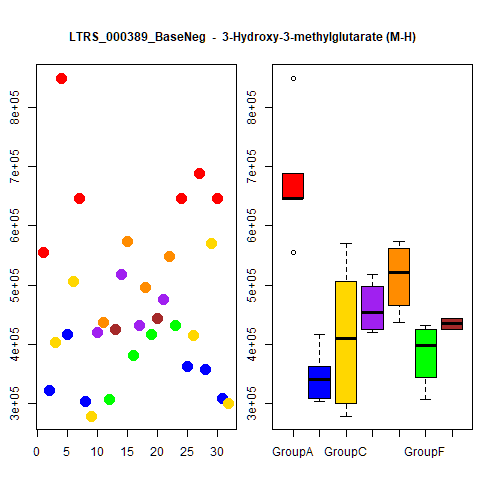 LTRS_000389_BaseNeg - 3-Hydroxy-3-methylglutarate (M-H)
8e+05
7e+05
6e+05
5e+05
4e+05
3e+05
0 5 10 15 20 25 30
8e+05
7e+05
6e+05
5e+05
4e+05
3e+05
GroupA GroupC GroupF